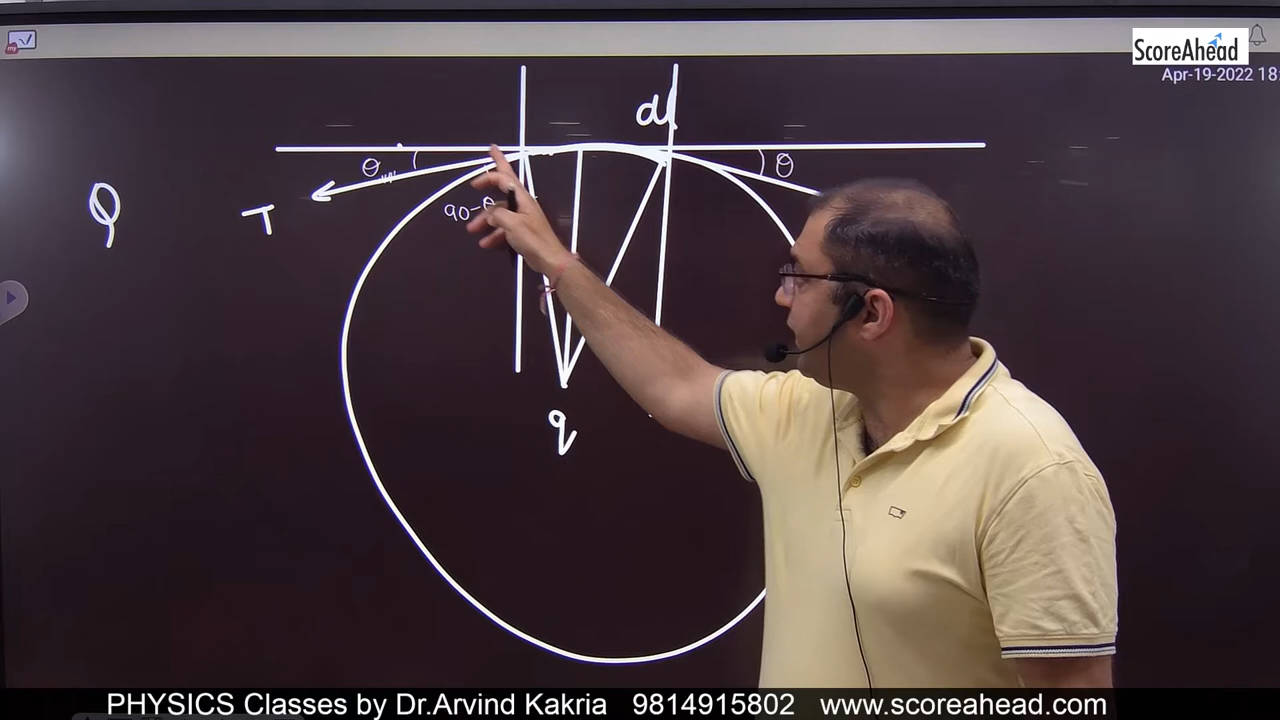 ScoreAhead
Apr-19-2022 18:
dl
θ
θ
90-θ
T
Q
q
PHYSICS Classes by Dr.Arvind Kakria 9814915802 www.scoreahead.com